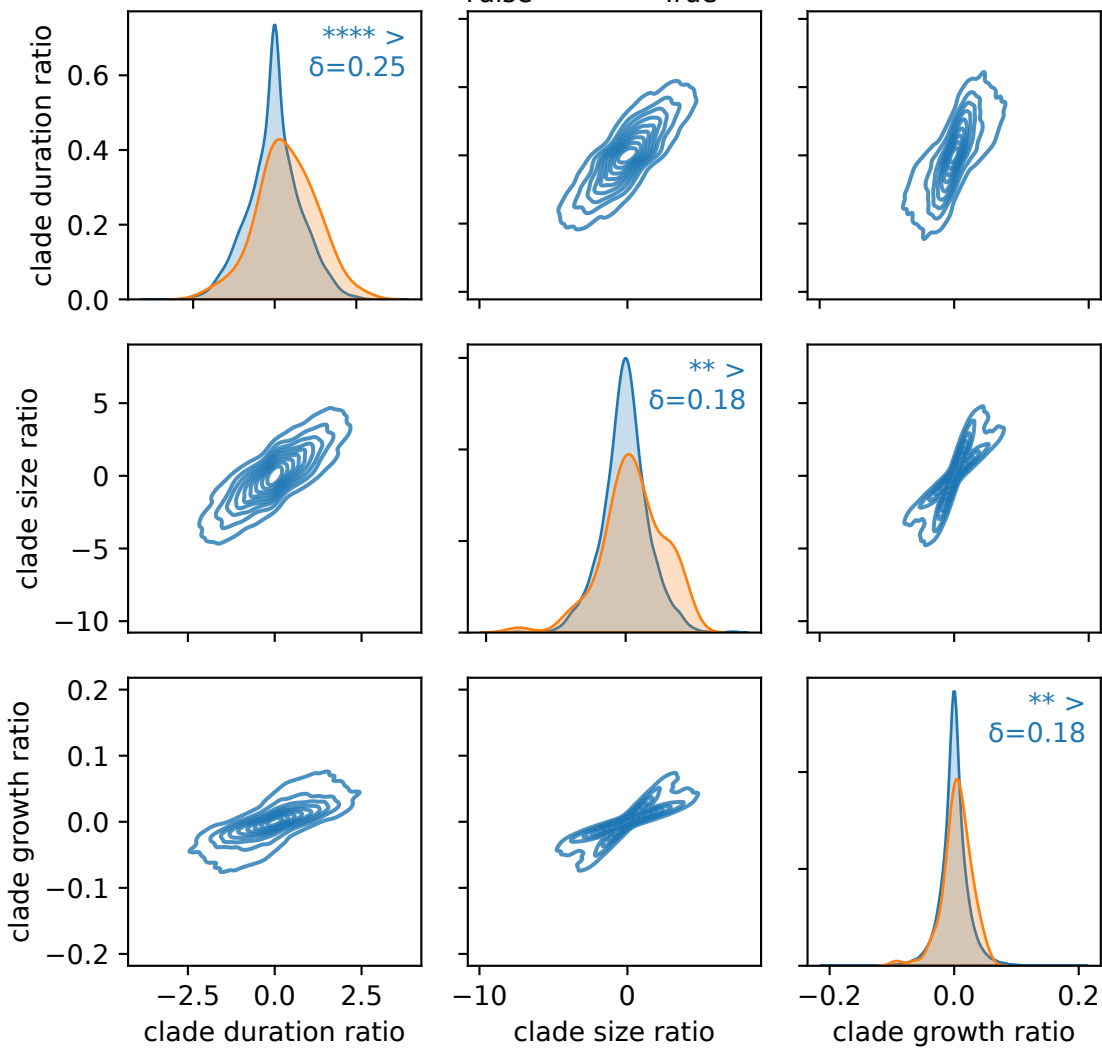 **** >
δ=0.25
clade duration ratio
0.6
0.4
0.2
0.0
** >
δ=0.18
clade size ratio
5
0
−5
−10
** >
δ=0.18
clade growth ratio
0.2
0.1
0.0
−0.1
−0.2
−2.5 0.0 2.5 −10 0 −0.2 0.0 0.2
clade duration ratio clade size ratio clade growth ratio